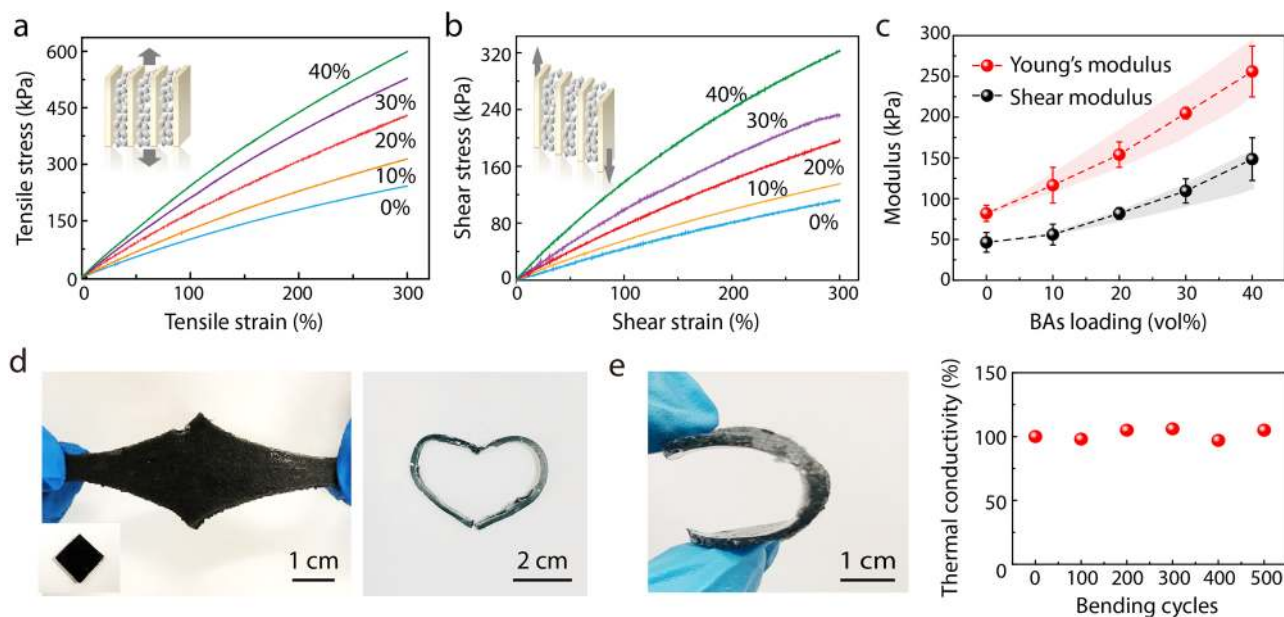 a
Tensile stress (kPa)
600
450
300
150
0
40%
30%
20%
10%
0%
0
100
200
300
Tensile strain (%)
b
Shear stress (kPa)
320
240
160
80
0
40%
30%
20%
10%
0%
0
100
200
300
Shear strain (%)
c
Modulus (kPa)
300
250
200
150
100
50
0
Young's modulus
Shear modulus
0
10
20
30
40
BAs loading (vol%)
d
1 cm
2 cm
e
1 cm
Thermal conductivity (%)
150
100
50
0
0
100
200
300
400
500
Bending cycles